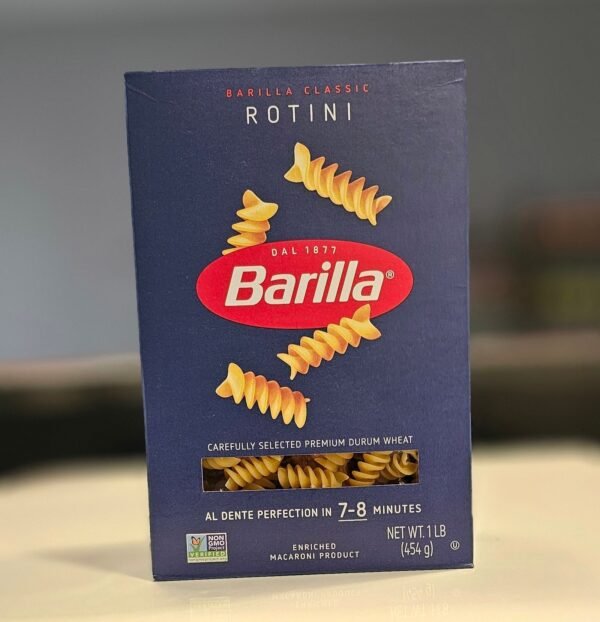 BARILLA CLASSIC
ROTINI
DAL 1877
Barilla®
CAREFULLY SELECTED PREMIUM DURUM WHEAT
AL DENTE PERFECTION IN 7-8 MINUTES
NON
GMO
Project
VERIFIED
ENRICHED
MACARONI PRODUCT
NET WT. 1 LB
(454 g)
U